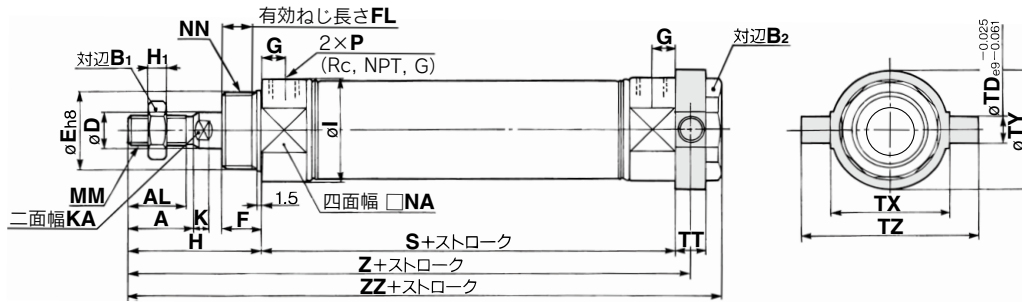 有効ねじ長さFL
NN
G
2×P
(Rc, NPT, G)
G
対辺B2
対辺B1
H1
øEh8
øD
øI
øTDe9 -0.025 -0.061
øTY
MM
二面幅KA
AL
A
K
F
1.5
四面幅 □NA
H
S+ストローク
TT
Z+ストローク
ZZ+ストローク
TX
TZ